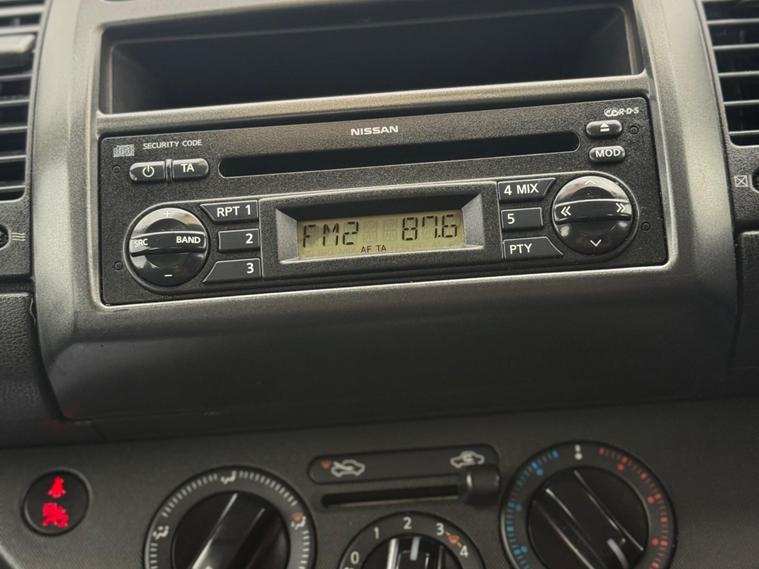 NISSAN
R·D·S
SECURITY CODE
TA
MOD
RPT 1
4 MIX
SRC
BAND
2
FM2 87.6
5
AF TA
3
PTY
0 1 2 3 4